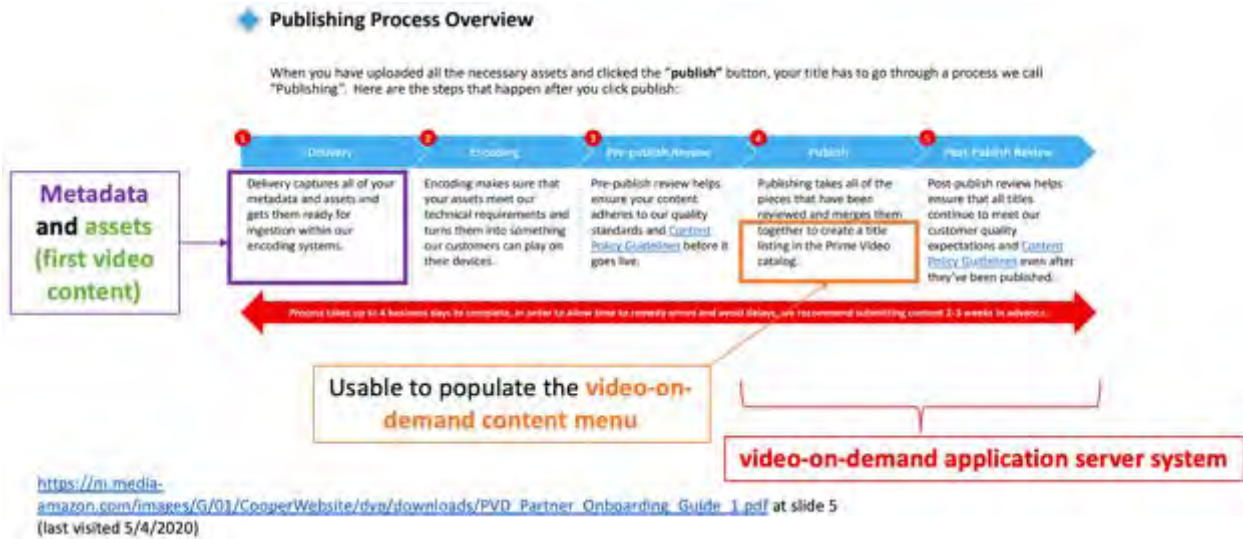 Publishing Process Overview
When you have uploaded all the necessary assets and clicked the "publish" button, your title has to go through a process we call
"Publishing". Here are the steps that happen after you click publish:
1
2
3
4
5
Delivery
Encoding
Pre-publish Review
Publish
Post-Publish Review
Metadata
and assets
(first video
content)
Delivery captures all of your
metadata and assets and
gets them ready for
ingestion within our
encoding systems.
Encoding makes sure that
your assets meet our
technical requirements and
turns them into something
our customers can play on
their devices.
Pre-publish review helps
ensure your content
adheres to our quality
standards and Content
Policy Guidelines before it
goes live.
Publishing takes all of the
pieces that have been
reviewed and merges them
together to create a title
listing in the Prime Video
catalog.
Post-publish review helps
ensure that all titles
continue to meet our
customer quality
expectations and Content
Policy Guidelines even after
they've been published.
Process takes up to 4 business days to complete, in order to allow time to remedy errors and avoid delays, we recommend submitting content 2-3 weeks in advance.
Usable to populate the video-on-
demand content menu
video-on-demand application server system
https://m.media-
amazon.com/images/G/01/CooperWebsite/dvp/downloads/PVD_Partner_Onboarding_Guide_1.pdf at slide 5
(last visited 5/4/2020)